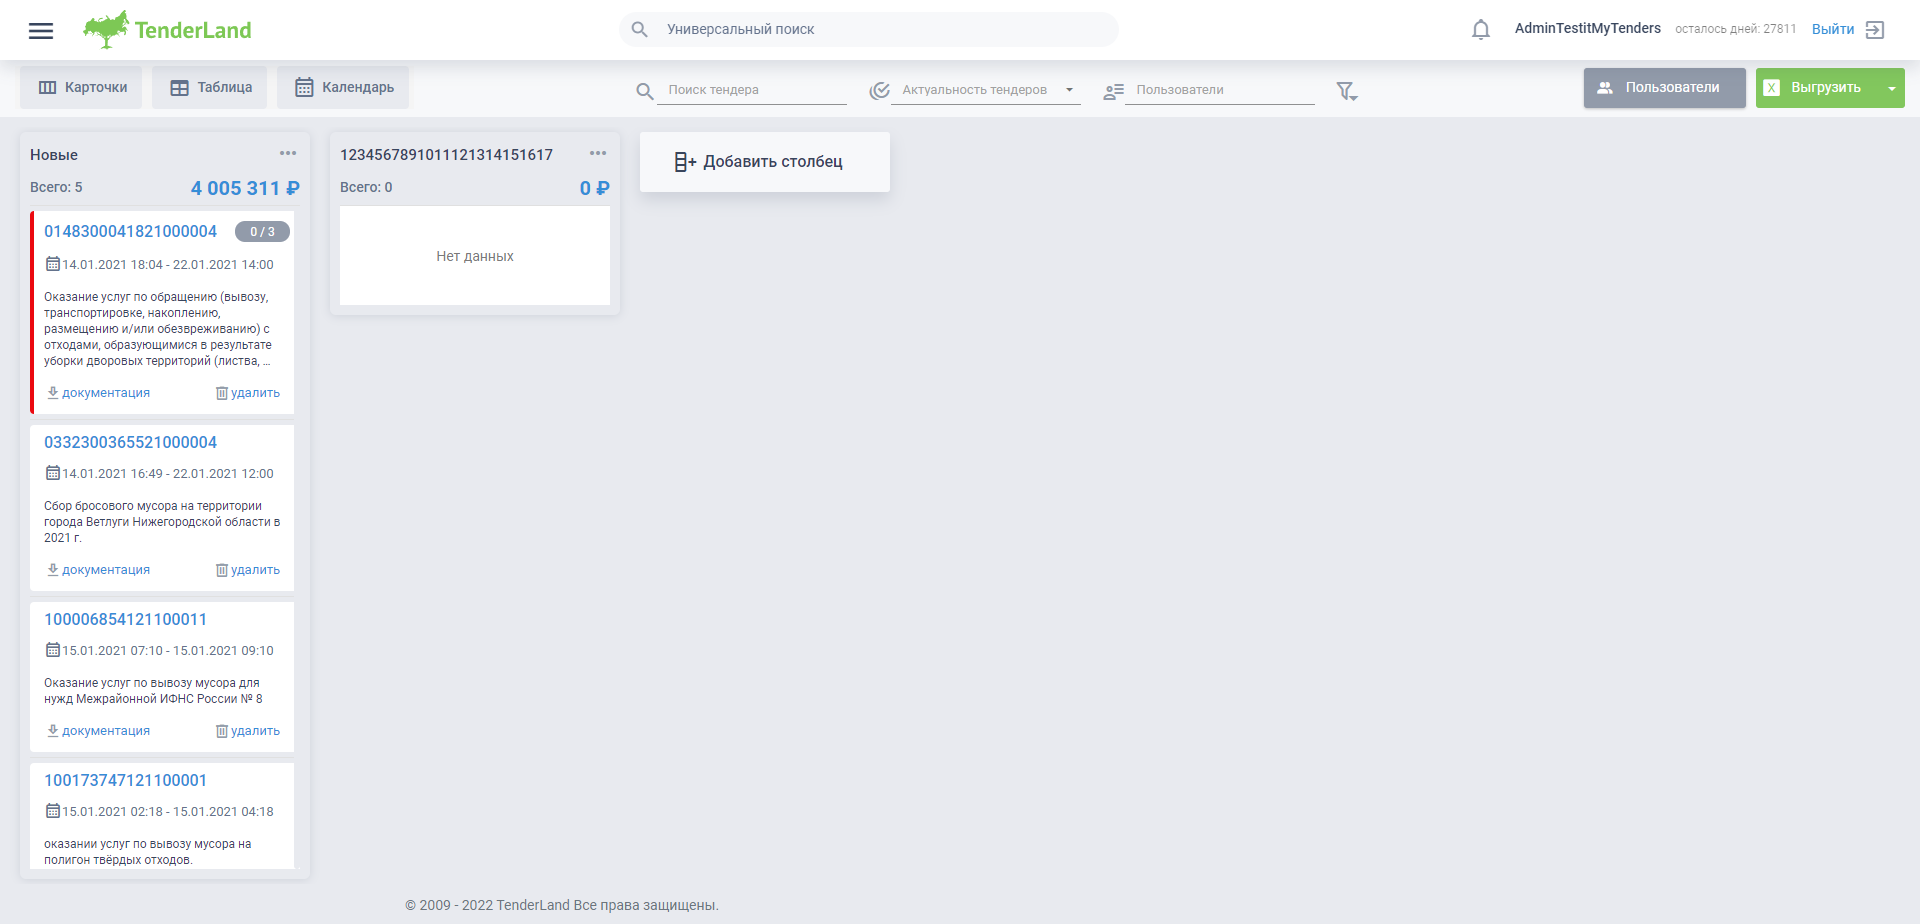 TenderLand
Универсальный поиск
AdminTestitMyTenders
осталось дней: 27811
Выйти
Карточки
Таблица
Календарь
Поиск тендера
Актуальность тендеров
Пользователи
Пользователи
X
Выгрузить
Новые
Всего: 5
4 005 311 ₽
0148300041821000004
0 / 3
14.01.2021 18:04 - 22.01.2021 14:00
Оказание услуг по обращению (вывозу,
транспортировке, накоплению,
размещению и/или обезвреживанию) с
отходами, образующимися в результате
уборки дворовых территорий (листва, ...
документация
удалить
0332300365521000004
14.01.2021 16:49 - 22.01.2021 12:00
Сбор бросового мусора на территории
города Ветлуги Нижегородской области в
2021 г.
документация
удалить
100006854121100011
15.01.2021 07:10 - 15.01.2021 09:10
Оказание услуг по вывозу мусора для
нужд Межрайонной ИФНС России № 8
документация
удалить
100173747121100001
15.01.2021 02:18 - 15.01.2021 04:18
оказании услуг по вывозу мусора на
полигон твёрдых отходов.
1234567891011121314151617
Всего: 0
0 ₽
Нет данных
Добавить столбец
© 2009 - 2022 TenderLand Все права защищены.